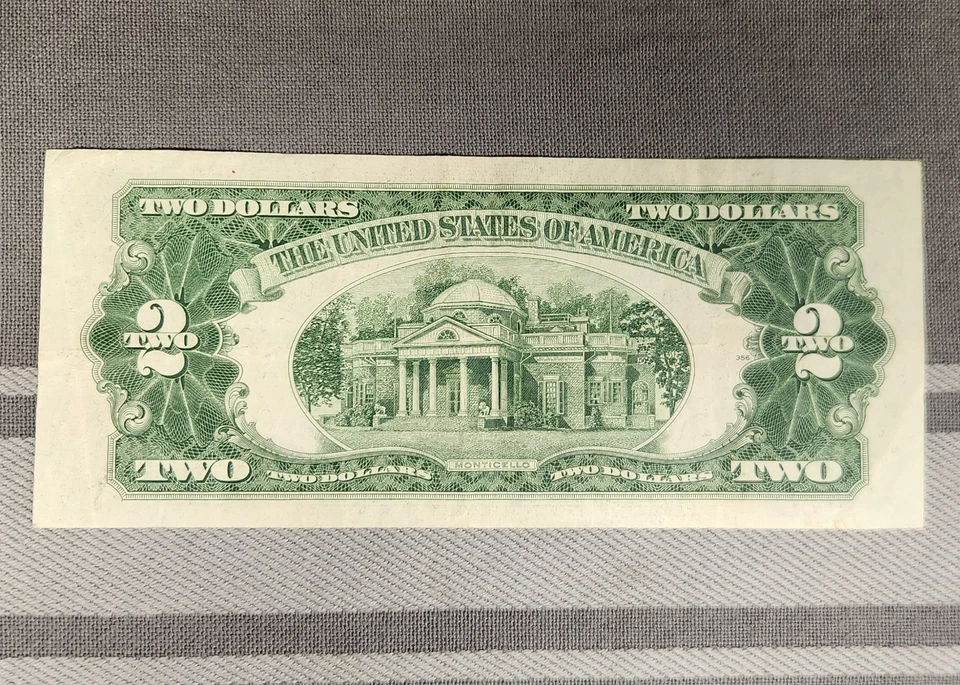 TWO DOLLARS TWO DOLLARS
THE UNITED STATES OF AMERICA
2 2
TWO TWO
356
TWO TWO DOLLARS MONTICELLO TWO DOLLARS TWO